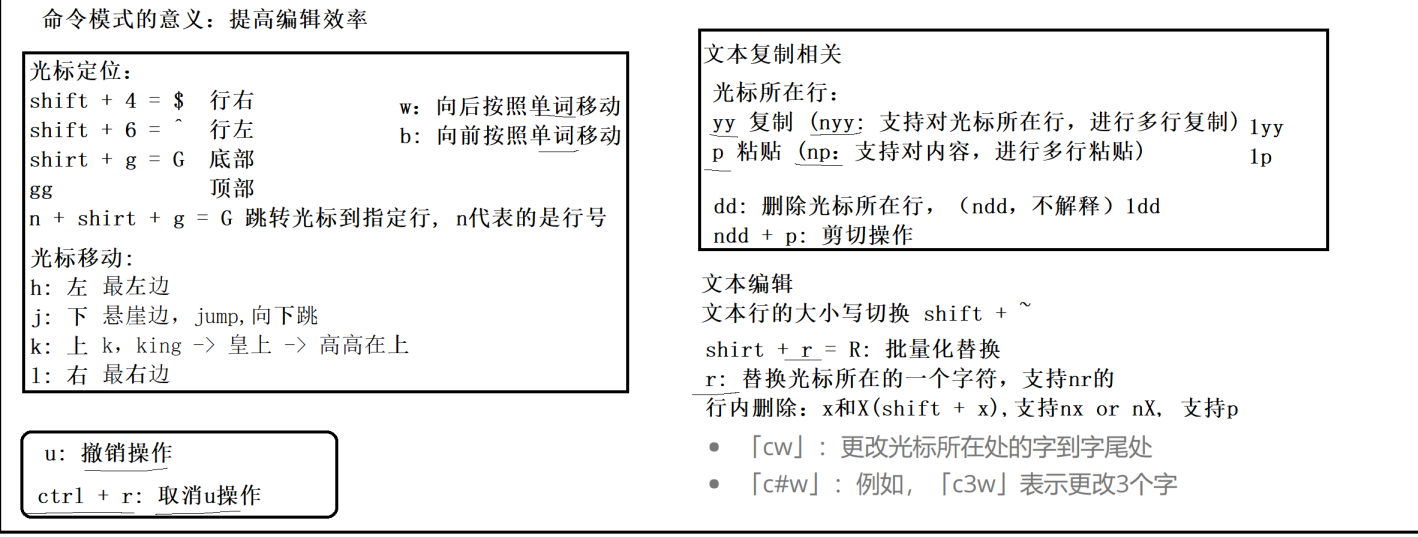 命令模式的意义：提高编辑效率
光标定位：
shift + 4 = $ 行右
shift + 6 = ^ 行左
shirt + g = G 底部
gg 顶部
n + shirt + g = G 跳转光标到指定行，n代表的是行号
w：向后按照单词移动
b: 向前按照单词移动
光标移动：
h: 左 最左边
j: 下 悬崖边，jump,向下跳
k: 上 k，king -> 皇上 -> 高高在上
l: 右 最右边
u: 撤销操作
ctrl + r: 取消u操作
文本复制相关
光标所在行：
yy 复制 (nyy: 支持对光标所在行，进行多行复制) 1yy
p 粘贴 (np: 支持对内容，进行多行粘贴) 1p
dd: 删除光标所在行，（ndd，不解释）1dd
ndd + p: 剪切操作
文本编辑
文本行的大小写切换 shift + ~
shirt + r = R: 批量化替换
r: 替换光标所在的一个字符，支持nr的
行内删除：x和X(shift + x),支持nx or nX, 支持p
• 「cw」：更改光标所在处的字到字尾处
• 「c#w」：例如，「c3w」表示更改3个字